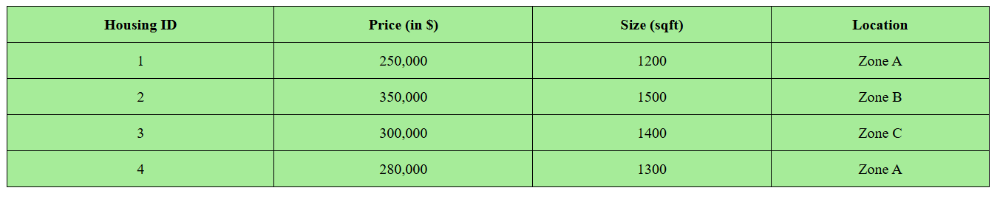 Housing ID Price (in $) Size (sqft) Location
1 250,000 1200 Zone A
2 350,000 1500 Zone B
3 300,000 1400 Zone C
4 280,000 1300 Zone A